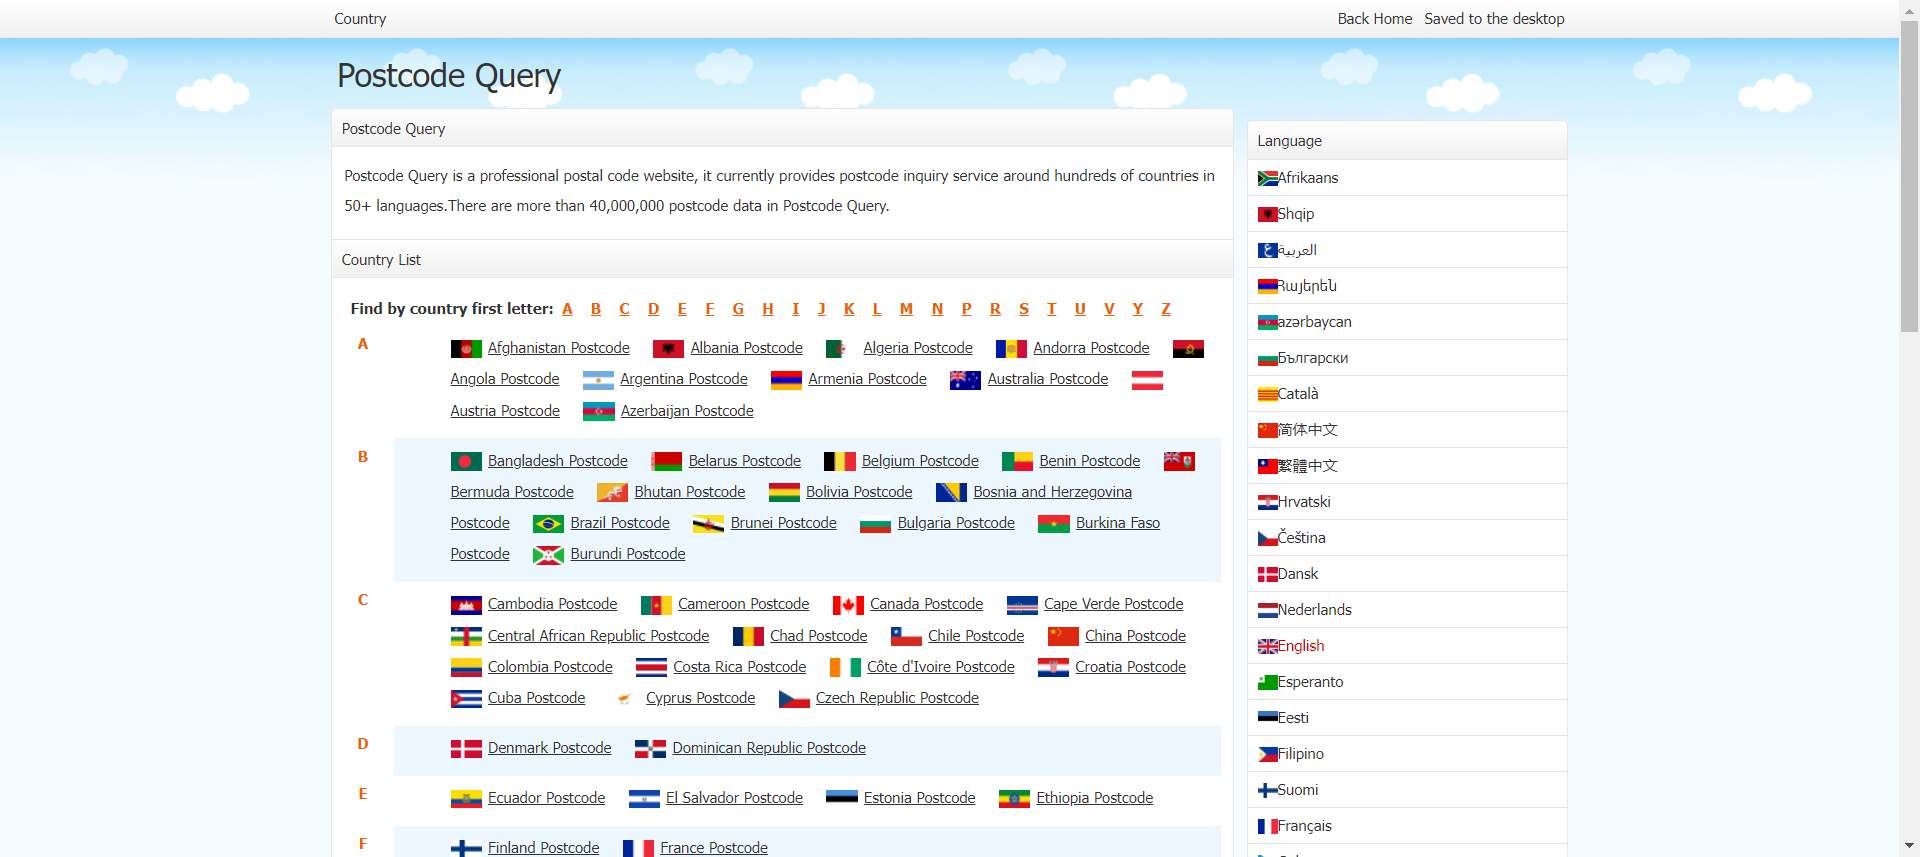 Country
Back Home Saved to the desktop
Postcode Query
Postcode Query
Postcode Query is a professional postal code website, it currently provides postcode inquiry service around hundreds of countries in
50+ languages.There are more than 40,000,000 postcode data in Postcode Query.
Country List
Find by country first letter: A B C D E F G H I J K L M N P R S T U V Y Z
A
Afghanistan Postcode Albania Postcode Algeria Postcode Andorra Postcode
Angola Postcode Argentina Postcode Armenia Postcode Australia Postcode
Austria Postcode Azerbaijan Postcode
B
Bangladesh Postcode Belarus Postcode Belgium Postcode Benin Postcode
Bermuda Postcode Bhutan Postcode Bolivia Postcode Bosnia and Herzegovina
Postcode Brazil Postcode Brunei Postcode Bulgaria Postcode Burkina Faso
Postcode Burundi Postcode
C
Cambodia Postcode Cameroon Postcode Canada Postcode Cape Verde Postcode
Central African Republic Postcode Chad Postcode Chile Postcode China Postcode
Colombia Postcode Costa Rica Postcode Côte d'Ivoire Postcode Croatia Postcode
Cuba Postcode Cyprus Postcode Czech Republic Postcode
D
Denmark Postcode Dominican Republic Postcode
E
Ecuador Postcode El Salvador Postcode Estonia Postcode Ethiopia Postcode
F
Finland Postcode France Postcode
Language
Afrikaans
Shqip
العربية
Հայերեն
azərbaycan
Български
Català
简体中文
繁體中文
Hrvatski
Čeština
Dansk
Nederlands
English
Esperanto
Eesti
Filipino
Suomi
Français